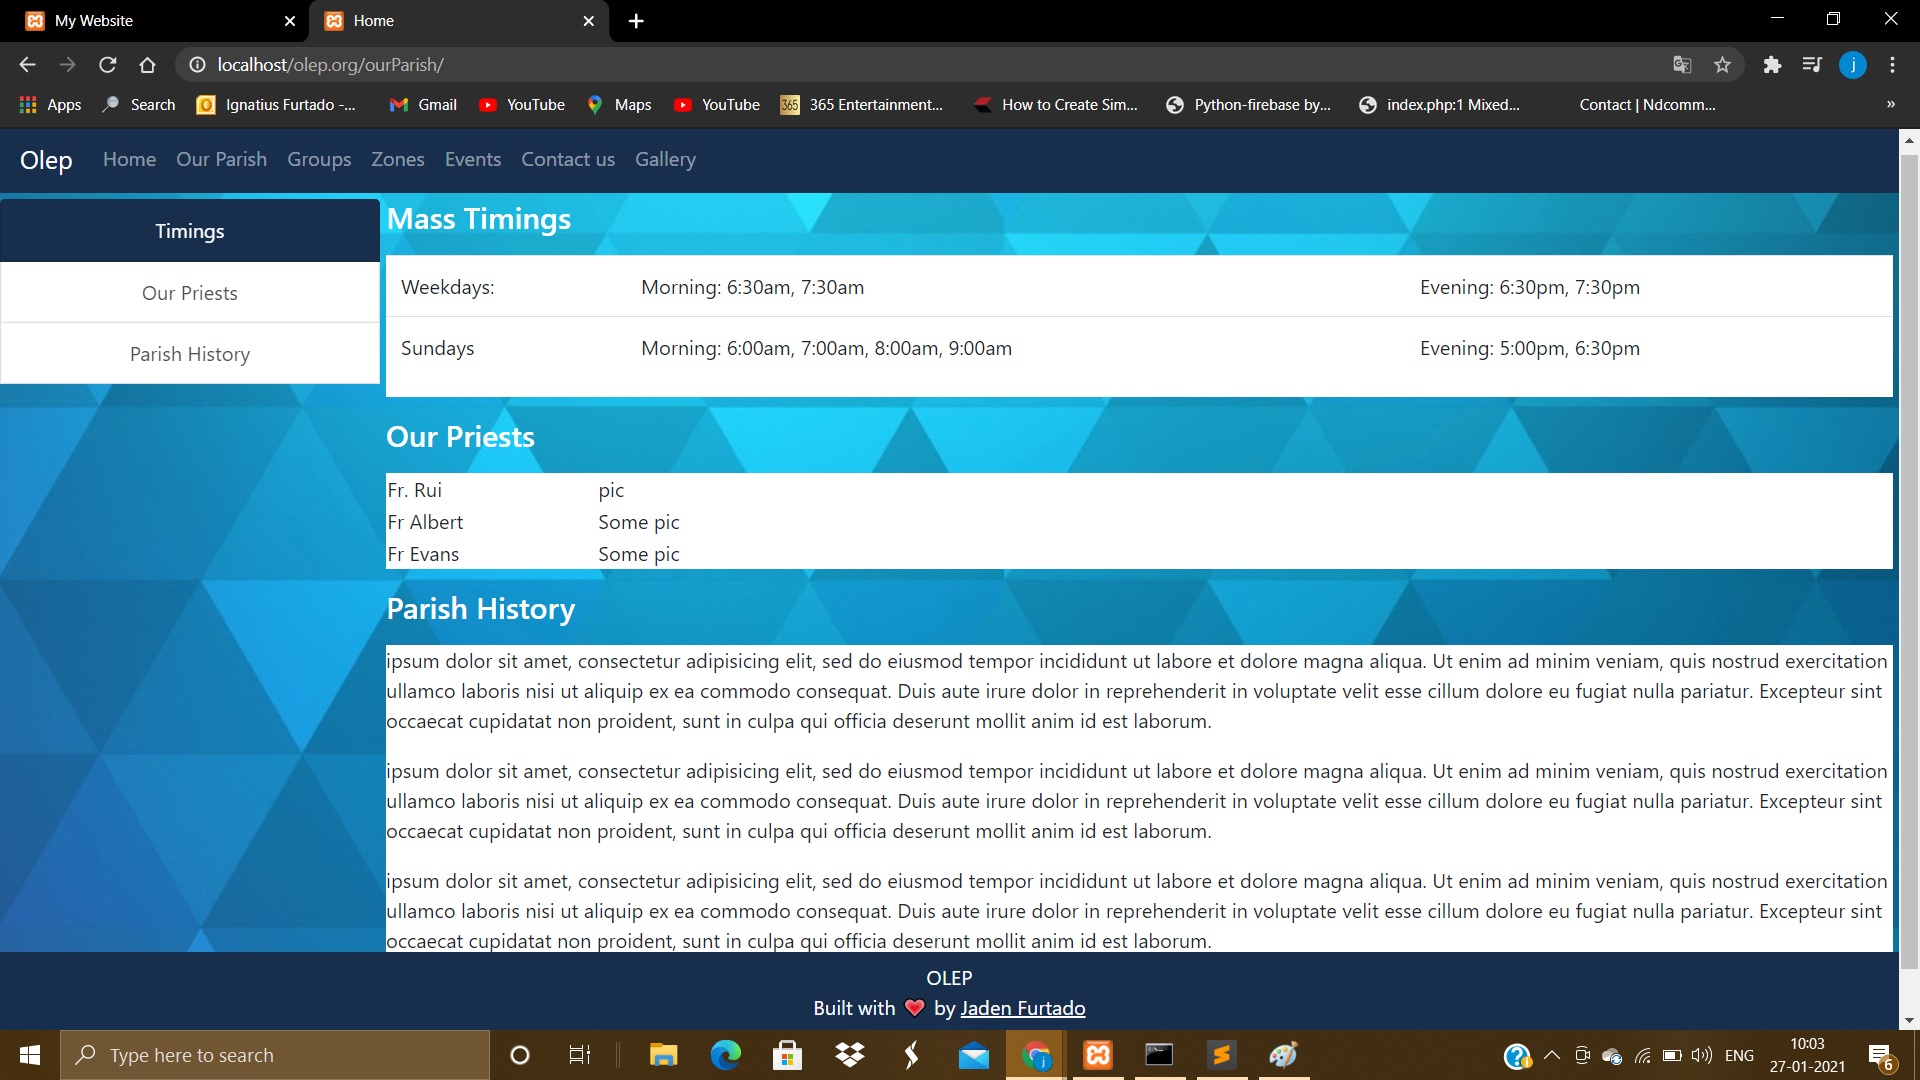 My Website
Home
localhost/olep.org/ourParish/
Apps
Search
Ignatius Furtado -...
Gmail
YouTube
Maps
YouTube
365 Entertainment...
How to Create Sim...
Python-firebase by...
index.php:1 Mixed...
Contact | Ndcomm...
»
Olep Home Our Parish Groups Zones Events Contact us Gallery
Timings
Our Priests
Parish History
Mass Timings
Weekdays: Morning: 6:30am, 7:30am Evening: 6:30pm, 7:30pm
Sundays Morning: 6:00am, 7:00am, 8:00am, 9:00am Evening: 5:00pm, 6:30pm
Our Priests
Fr. Rui pic
Fr Albert Some pic
Fr Evans Some pic
Parish History
ipsum dolor sit amet, consectetur adipisicing elit, sed do eiusmod tempor incididunt ut labore et dolore magna aliqua. Ut enim ad minim veniam, quis nostrud exercitation
ullamco laboris nisi ut aliquip ex ea commodo consequat. Duis aute irure dolor in reprehenderit in voluptate velit esse cillum dolore eu fugiat nulla pariatur. Excepteur sint
occaecat cupidatat non proident, sunt in culpa qui officia deserunt mollit anim id est laborum.
ipsum dolor sit amet, consectetur adipisicing elit, sed do eiusmod tempor incididunt ut labore et dolore magna aliqua. Ut enim ad minim veniam, quis nostrud exercitation
ullamco laboris nisi ut aliquip ex ea commodo consequat. Duis aute irure dolor in reprehenderit in voluptate velit esse cillum dolore eu fugiat nulla pariatur. Excepteur sint
occaecat cupidatat non proident, sunt in culpa qui officia deserunt mollit anim id est laborum.
ipsum dolor sit amet, consectetur adipisicing elit, sed do eiusmod tempor incididunt ut labore et dolore magna aliqua. Ut enim ad minim veniam, quis nostrud exercitation
ullamco laboris nisi ut aliquip ex ea commodo consequat. Duis aute irure dolor in reprehenderit in voluptate velit esse cillum dolore eu fugiat nulla pariatur. Excepteur sint
occaecat cupidatat non proident, sunt in culpa qui officia deserunt mollit anim id est laborum.
OLEP
Built with ❤ by Jaden Furtado
Type here to search
ENG
10:03
27-01-2021
6